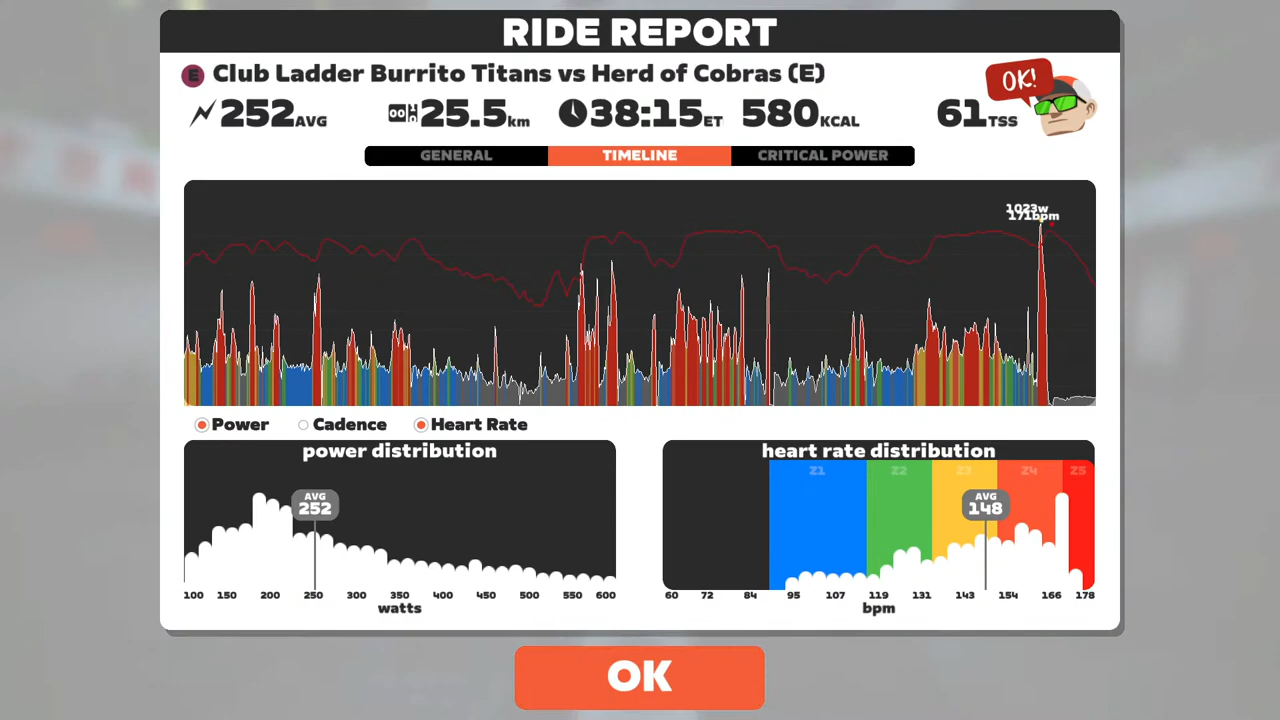 RIDE REPORT
E Club Ladder Burrito Titans vs Herd of Cobras (E)
OK!
252AVG 25.5km 38:15ET 580KCAL 61TSS
GENERAL TIMELINE CRITICAL POWER
1023w
171bpm
Power Cadence Heart Rate
power distribution
AVG
252
100 150 200 250 300 350 400 450 500 550 600
watts
heart rate distribution
Z1 Z2 Z3 Z4 Z5
AVG
148
60 72 84 95 107 119 131 143 154 166 178
bpm
OK